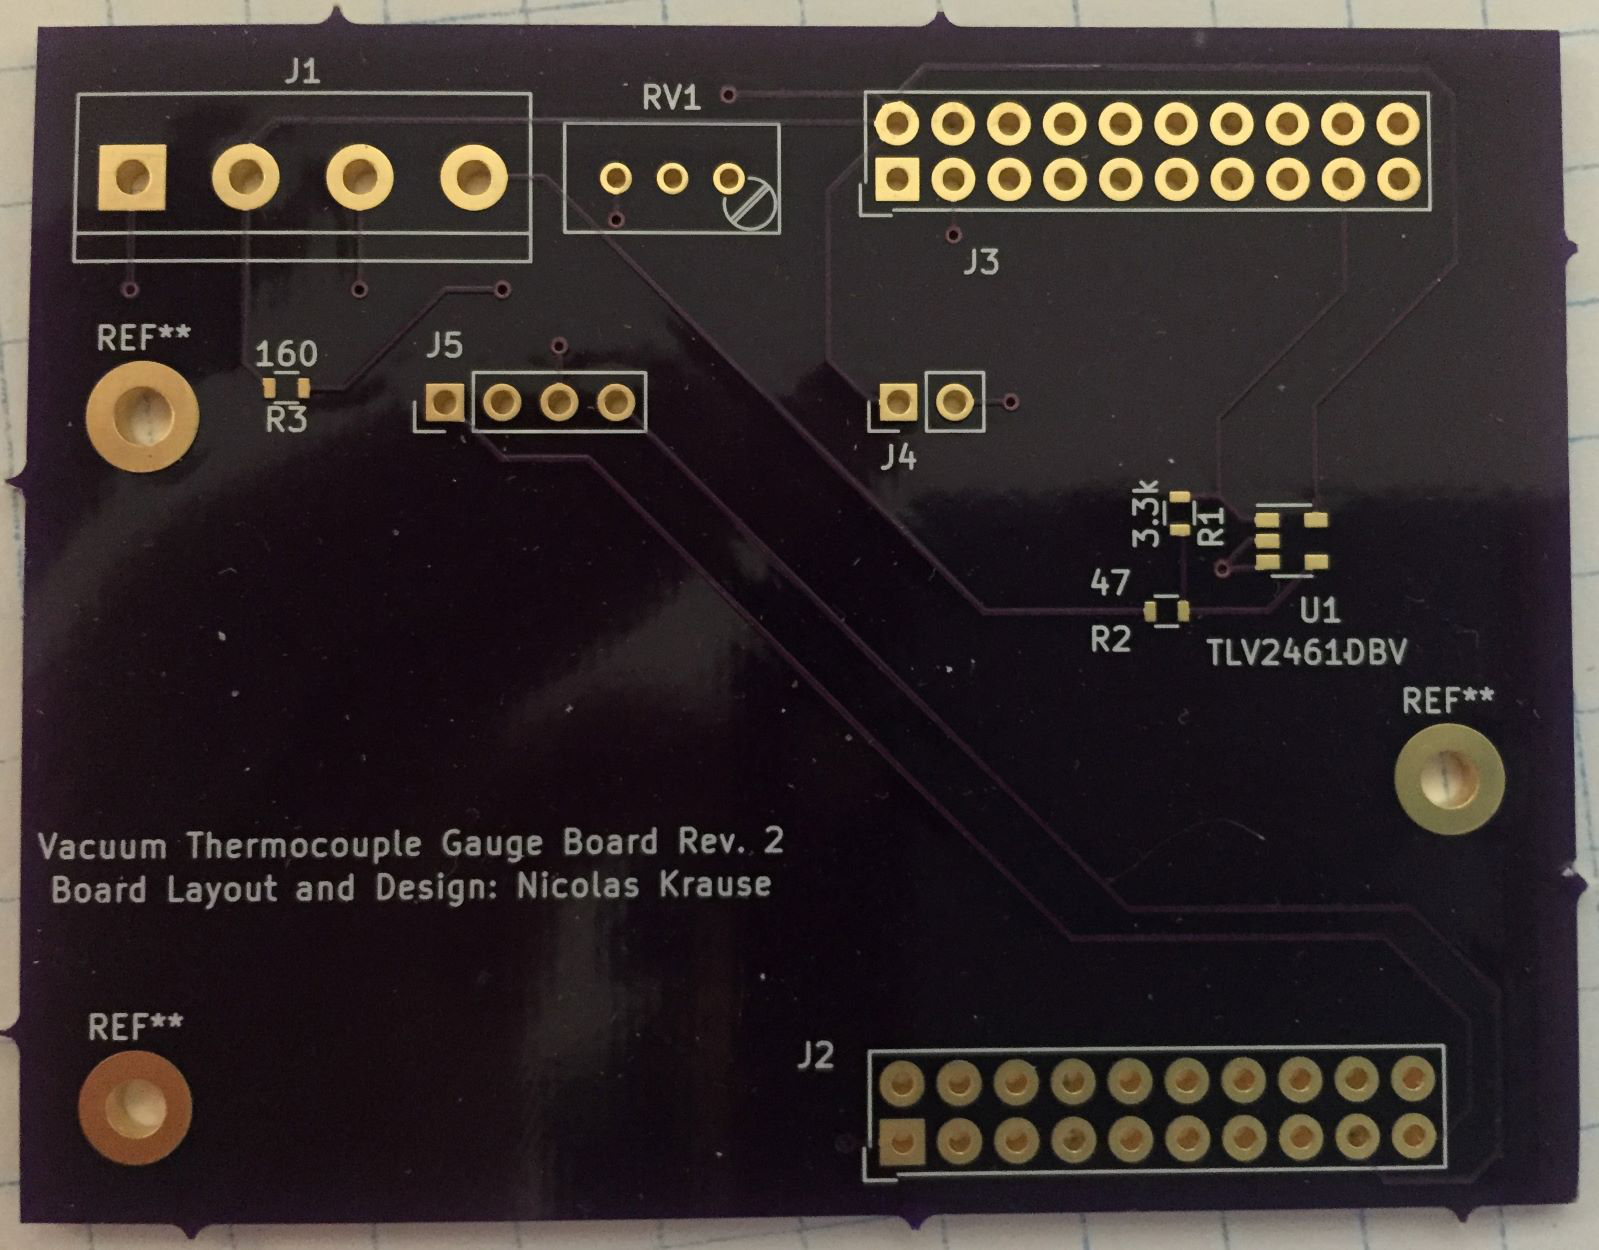 J1
RV1
J3
REF**
160
R3
J5
J4
3.3k
R1
47
R2
U1
TLV2461DBV
REF**
Vacuum Thermocouple Gauge Board Rev. 2
Board Layout and Design: Nicolas Krause
REF**
J2